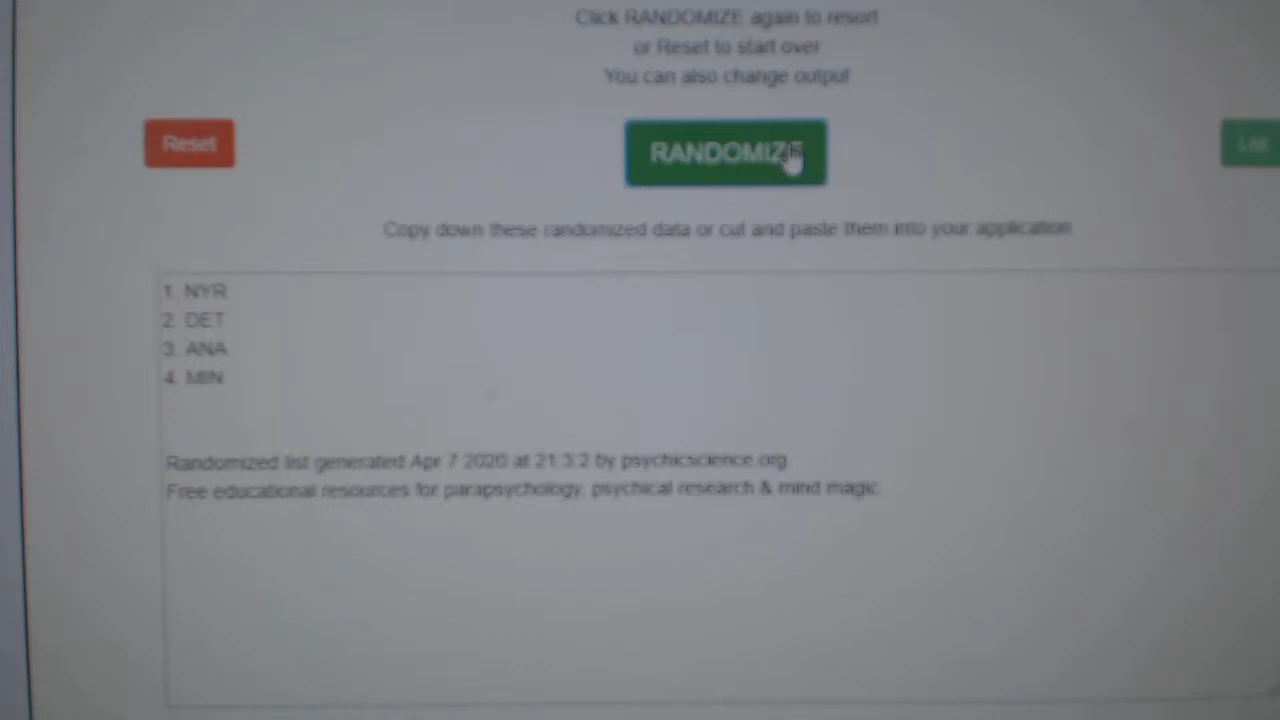 Click RANDOMIZE again to resort
or Reset to start over
You can also change output
Reset
RANDOMIZE
List
Copy down these randomized data or cut and paste them into your application
1. NYR
2. DET
3. ANA
4. MIN
Randomized list generated Apr 7 2020 at 21:3:2 by psychicscience.org
Free educational resources for parapsychology, psychical research & mind magic.